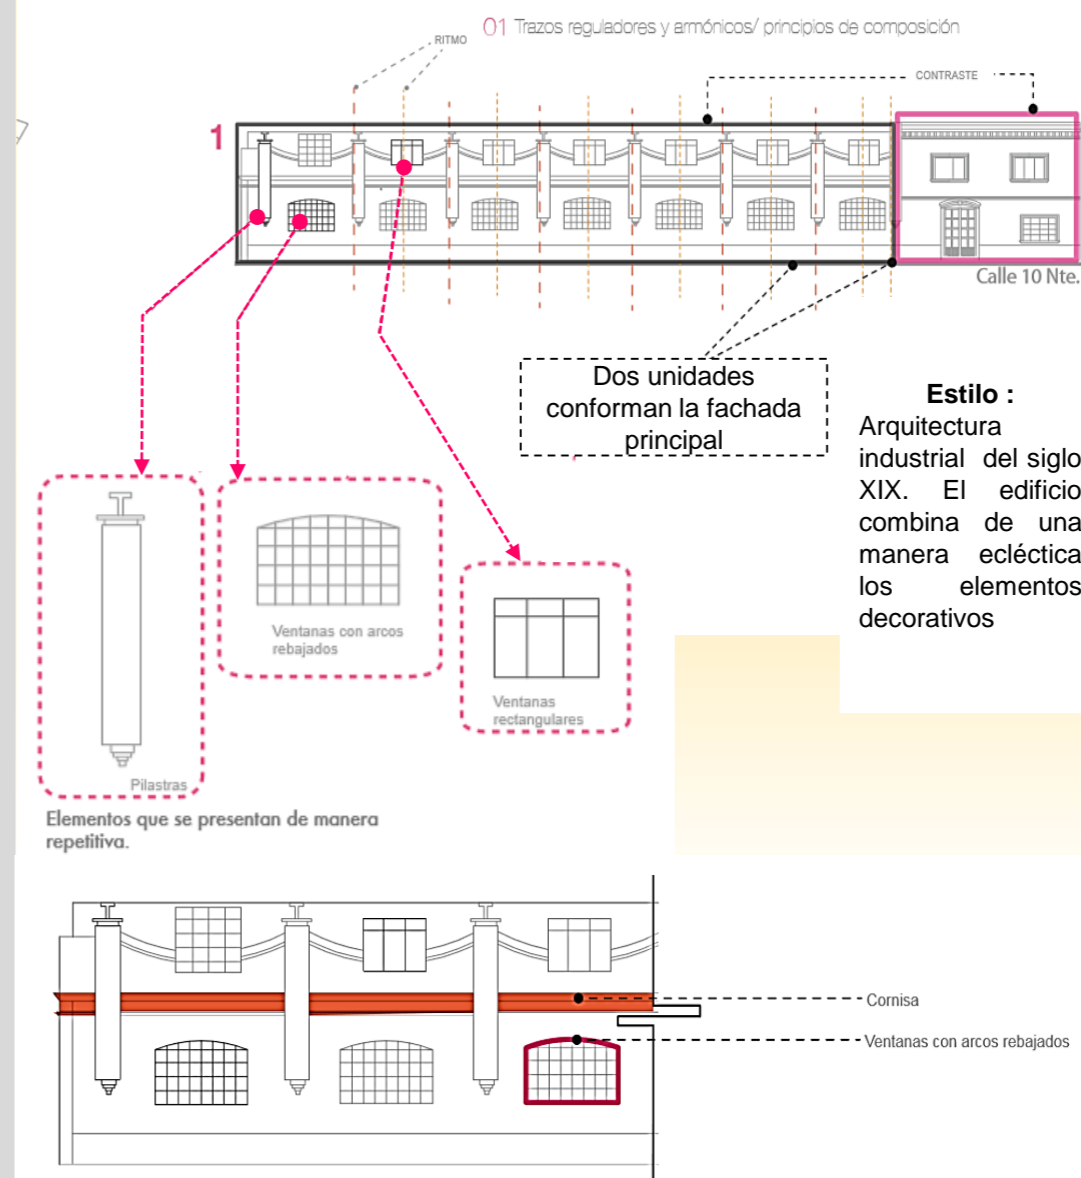 01 Trazos reguladores y armónicos/ principios de composición
RITMO
CONTRASTE
1
Calle 10 Nte.
Dos unidades
conforman la fachada
principal
Estilo :
Arquitectura
industrial del siglo
XIX. El edificio
combina de una
manera ecléctica
los elementos
decorativos
Ventanas con arcos
rebajados
Ventanas
rectangulares
Pilastras
Elementos que se presentan de manera
repetitiva.
Cornisa
Ventanas con arcos rebajados